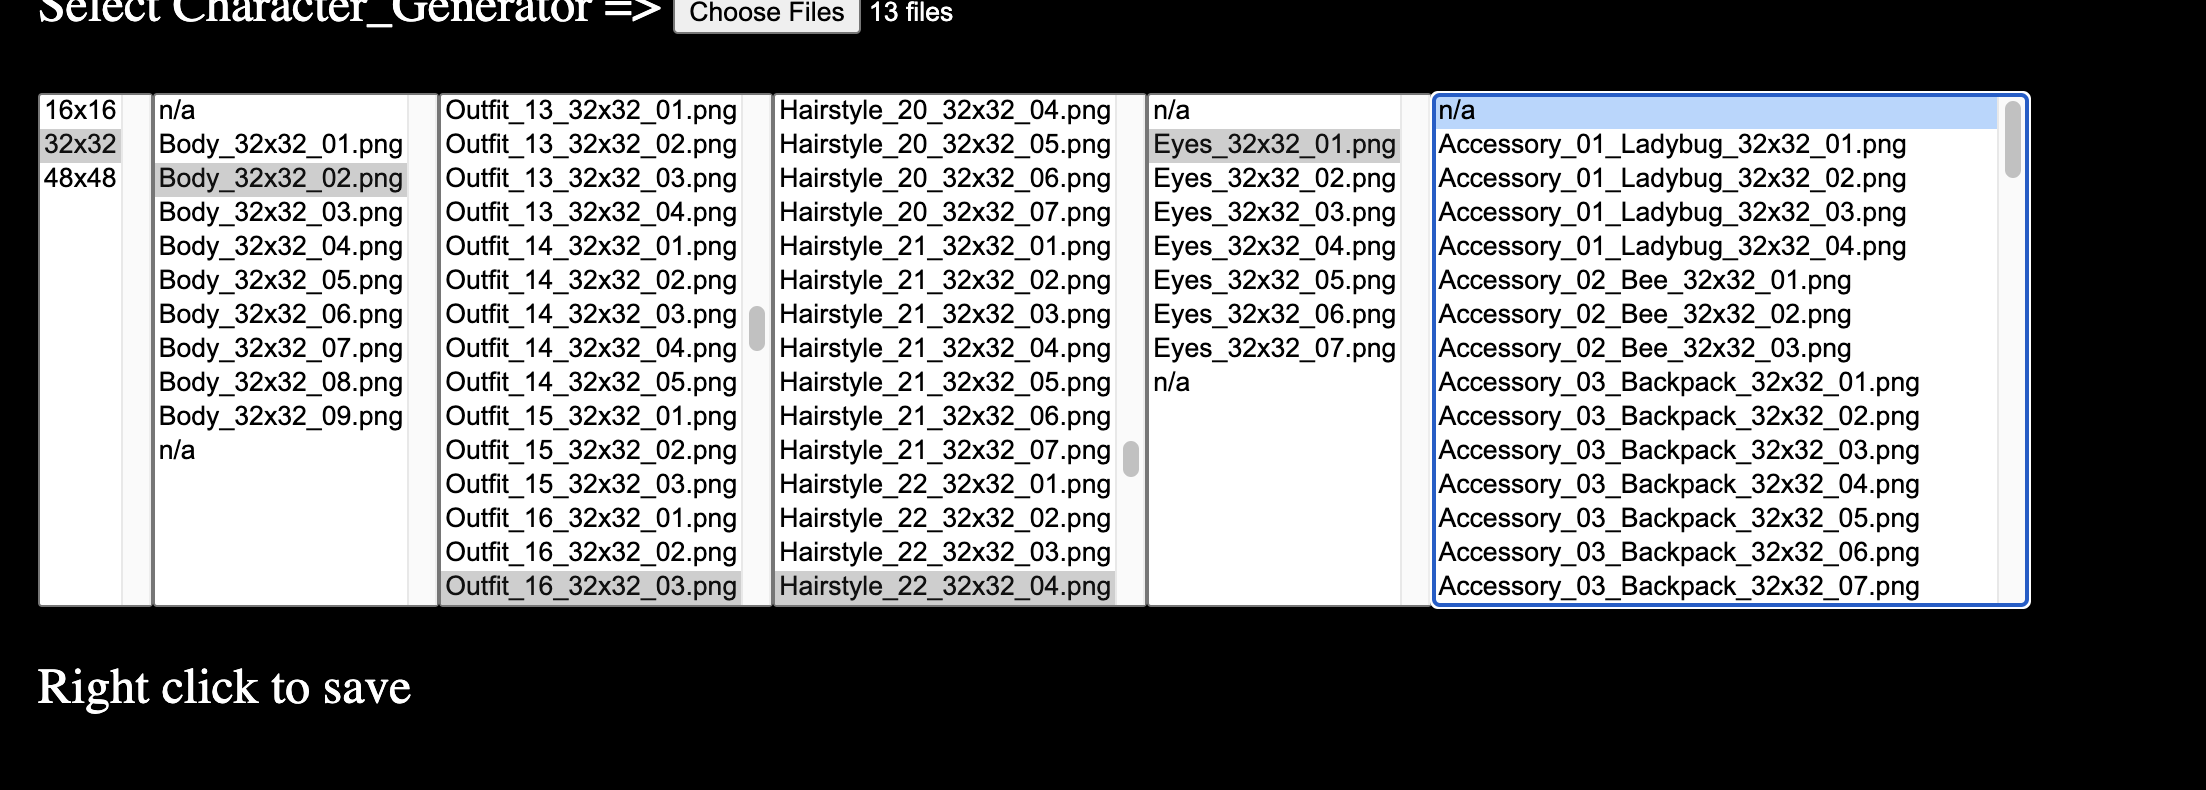 Select Character_Generator => Choose Files 13 files
16x16
32x32
48x48
n/a
Body_32x32_01.png
Body_32x32_02.png
Body_32x32_03.png
Body_32x32_04.png
Body_32x32_05.png
Body_32x32_06.png
Body_32x32_07.png
Body_32x32_08.png
Body_32x32_09.png
n/a
Outfit_13_32x32_01.png
Outfit_13_32x32_02.png
Outfit_13_32x32_03.png
Outfit_13_32x32_04.png
Outfit_14_32x32_01.png
Outfit_14_32x32_02.png
Outfit_14_32x32_03.png
Outfit_14_32x32_04.png
Outfit_14_32x32_05.png
Outfit_15_32x32_01.png
Outfit_15_32x32_02.png
Outfit_15_32x32_03.png
Outfit_16_32x32_01.png
Outfit_16_32x32_02.png
Outfit_16_32x32_03.png
Hairstyle_20_32x32_04.png
Hairstyle_20_32x32_05.png
Hairstyle_20_32x32_06.png
Hairstyle_20_32x32_07.png
Hairstyle_21_32x32_01.png
Hairstyle_21_32x32_02.png
Hairstyle_21_32x32_03.png
Hairstyle_21_32x32_04.png
Hairstyle_21_32x32_05.png
Hairstyle_21_32x32_06.png
Hairstyle_21_32x32_07.png
Hairstyle_22_32x32_01.png
Hairstyle_22_32x32_02.png
Hairstyle_22_32x32_03.png
Hairstyle_22_32x32_04.png
n/a
Eyes_32x32_01.png
Eyes_32x32_02.png
Eyes_32x32_03.png
Eyes_32x32_04.png
Eyes_32x32_05.png
Eyes_32x32_06.png
Eyes_32x32_07.png
n/a
n/a
Accessory_01_Ladybug_32x32_01.png
Accessory_01_Ladybug_32x32_02.png
Accessory_01_Ladybug_32x32_03.png
Accessory_01_Ladybug_32x32_04.png
Accessory_02_Bee_32x32_01.png
Accessory_02_Bee_32x32_02.png
Accessory_02_Bee_32x32_03.png
Accessory_03_Backpack_32x32_01.png
Accessory_03_Backpack_32x32_02.png
Accessory_03_Backpack_32x32_03.png
Accessory_03_Backpack_32x32_04.png
Accessory_03_Backpack_32x32_05.png
Accessory_03_Backpack_32x32_06.png
Accessory_03_Backpack_32x32_07.png
Right click to save